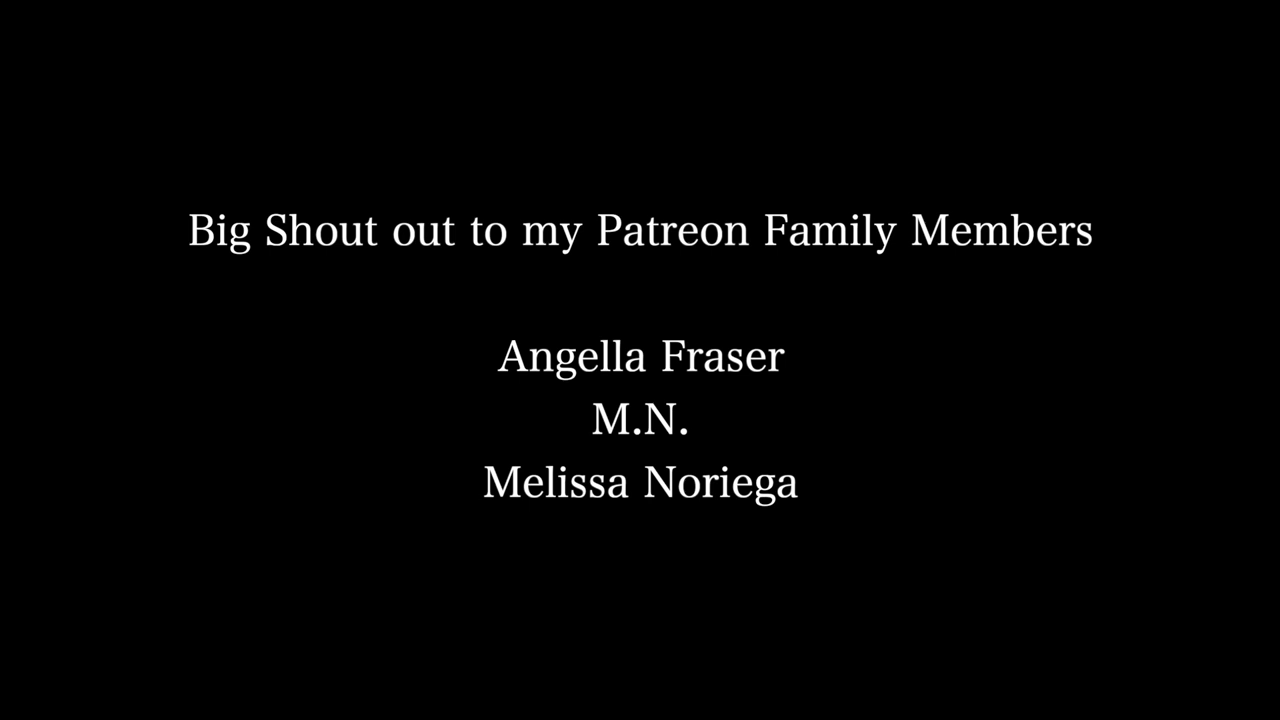 Big Shout out to my Patreon Family Members
Angella Fraser
M.N.
Melissa Noriega